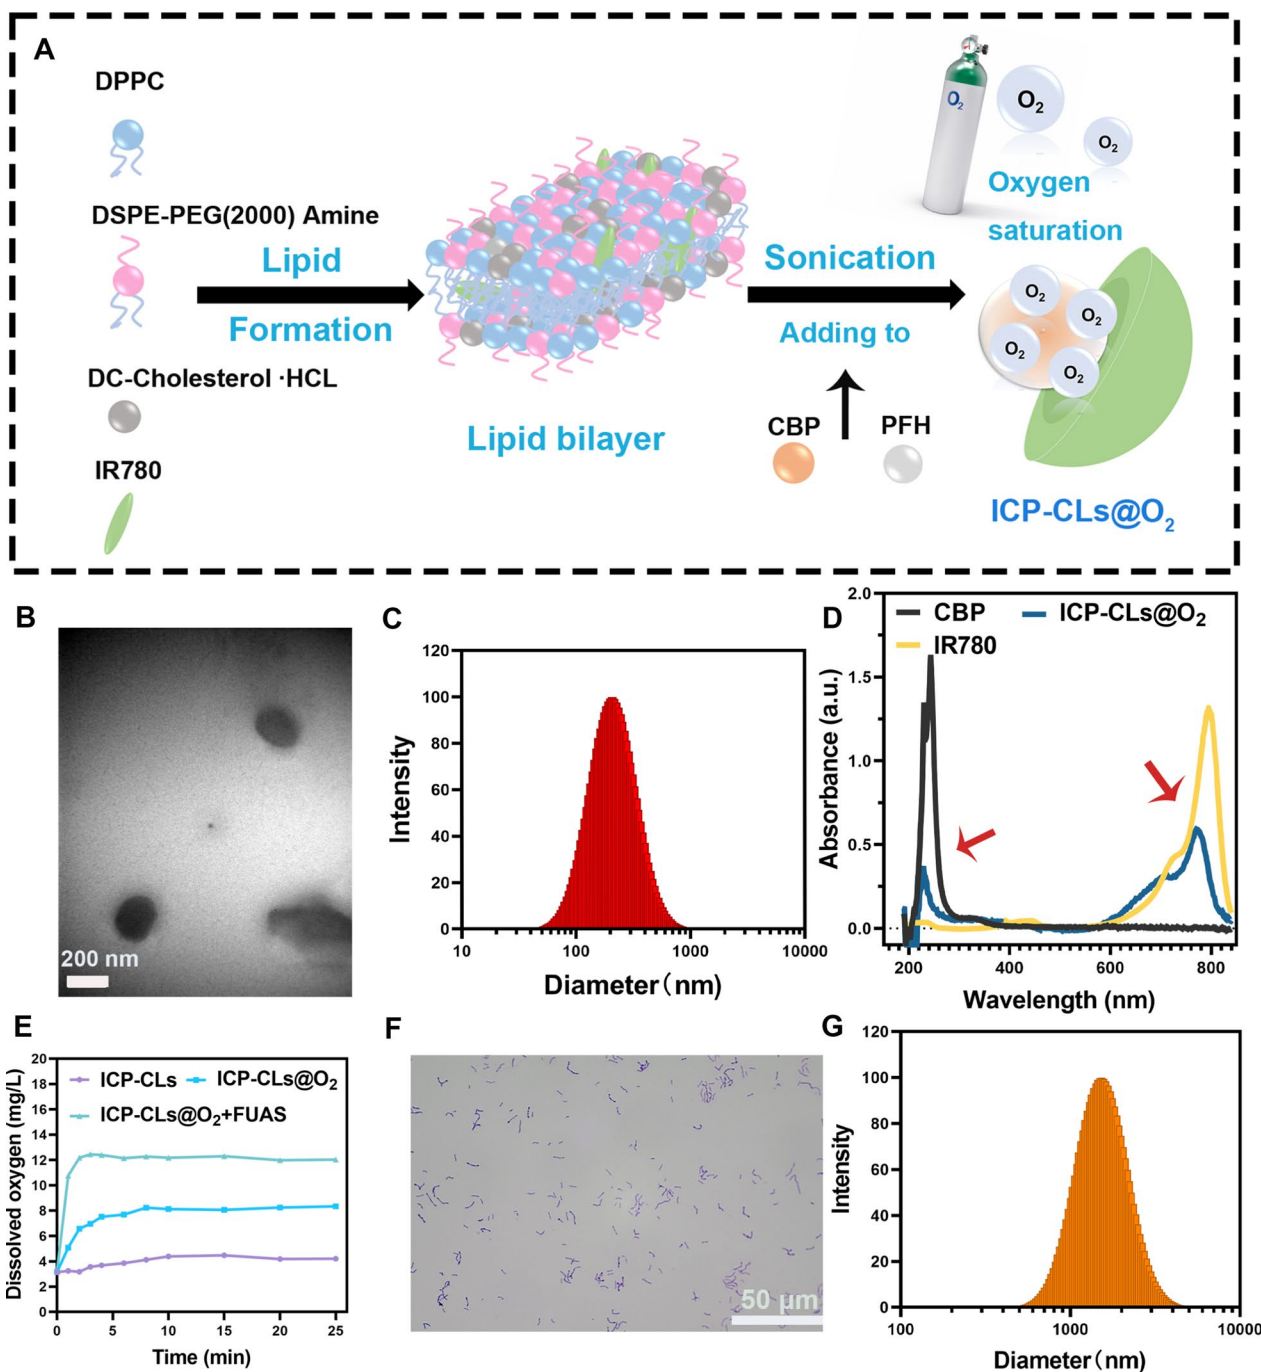 A
DPPC
DSPE-PEG(2000) Amine
DC-Cholesterol ·HCL
IR780
Lipid
Formation
Lipid bilayer
Sonication
Adding to
CBP
PFH
O2
O2
O2
Oxygen
saturation
O2
O2
O2
O2
ICP-CLs@O2
B
200 nm
C
120
100
80
60
40
20
0
Intensity
10
100
1000
10000
Diameter(nm)
D
2.0
1.5
1.0
0.5
0.0
Absorbance (a.u.)
CBP
ICP-CLs@O2
IR780
200
400
600
800
Wavelength (nm)
E
20
18
16
14
12
10
8
6
4
2
0
Dissolved oxygen (mg/L)
ICP-CLs
ICP-CLs@O2
ICP-CLs@O2+FUAS
0
5
10
15
20
25
Time (min)
F
50 μm
G
120
100
80
60
40
20
0
Intensity
100
1000
10000
Diameter(nm)